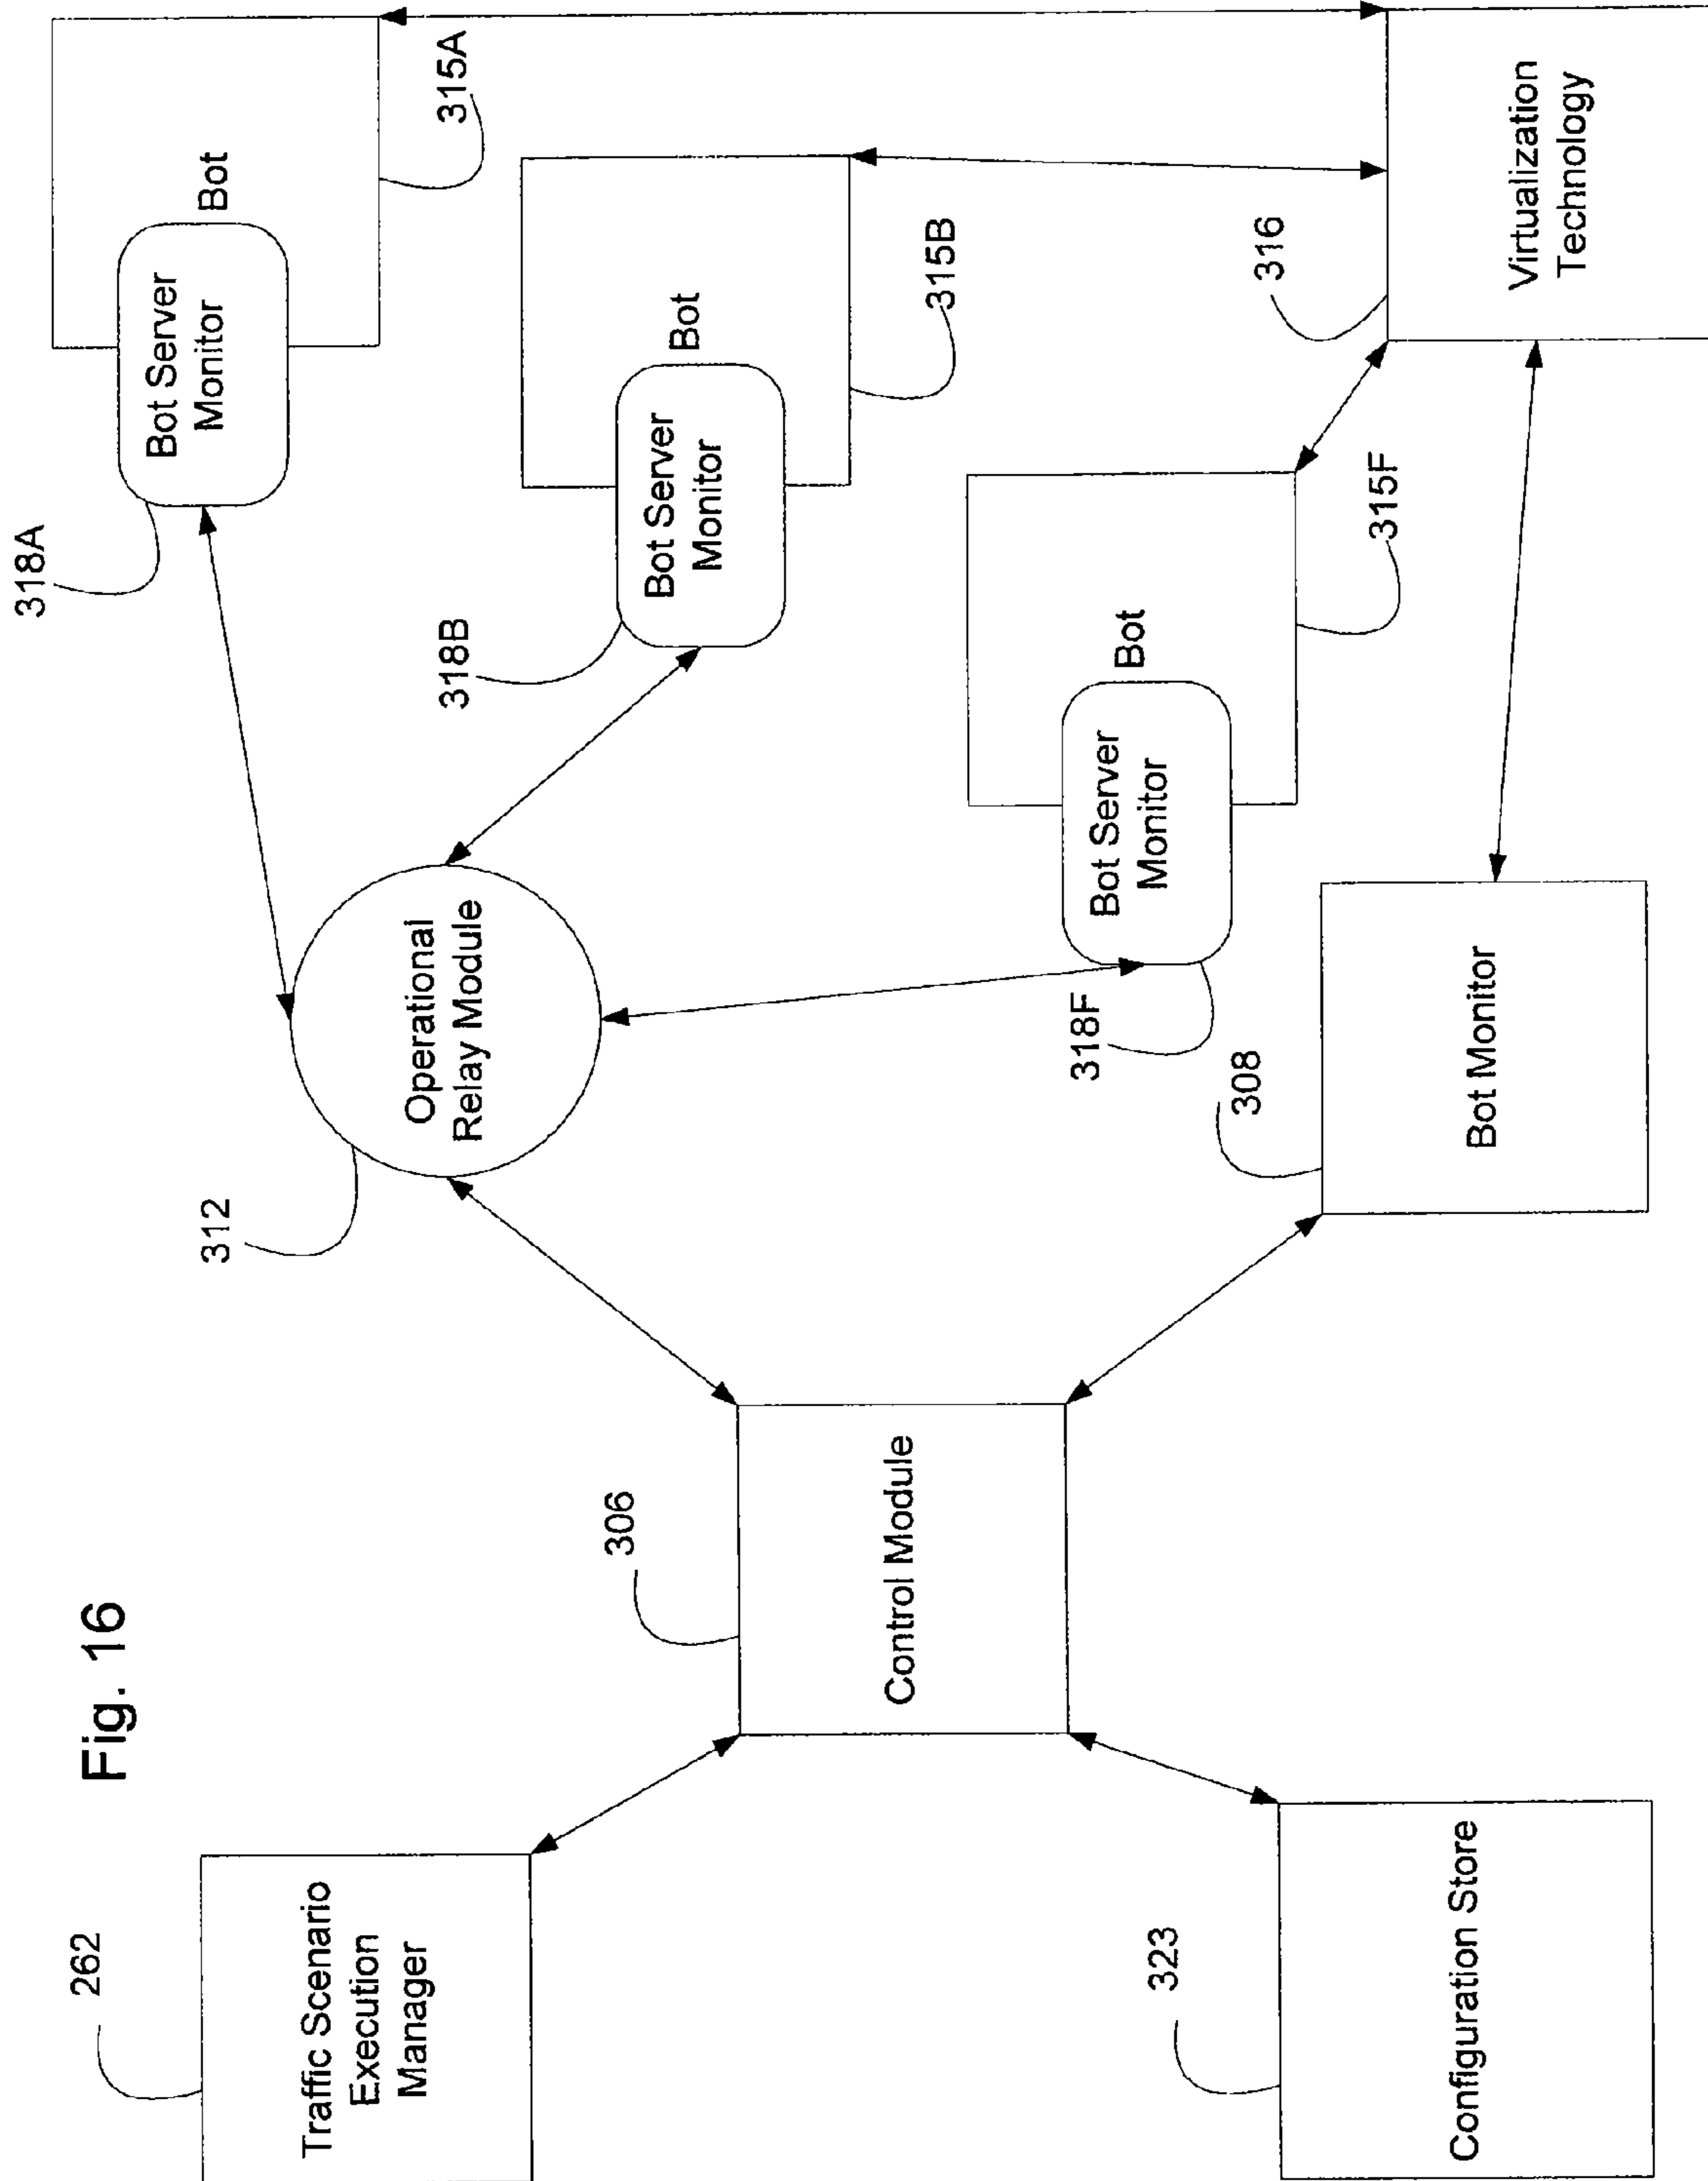 Fig. 16
262
Traffic Scenario
Execution
Manager
323
Configuration Store
306
Control Module
312
Operational
Relay Module
308
Bot Monitor
318A
Bot Server
Monitor
Bot
315A
318B
Bot Server
Monitor
Bot
315B
318F
Bot Server
Monitor
Bot
315F
316
Virtualization
Technology